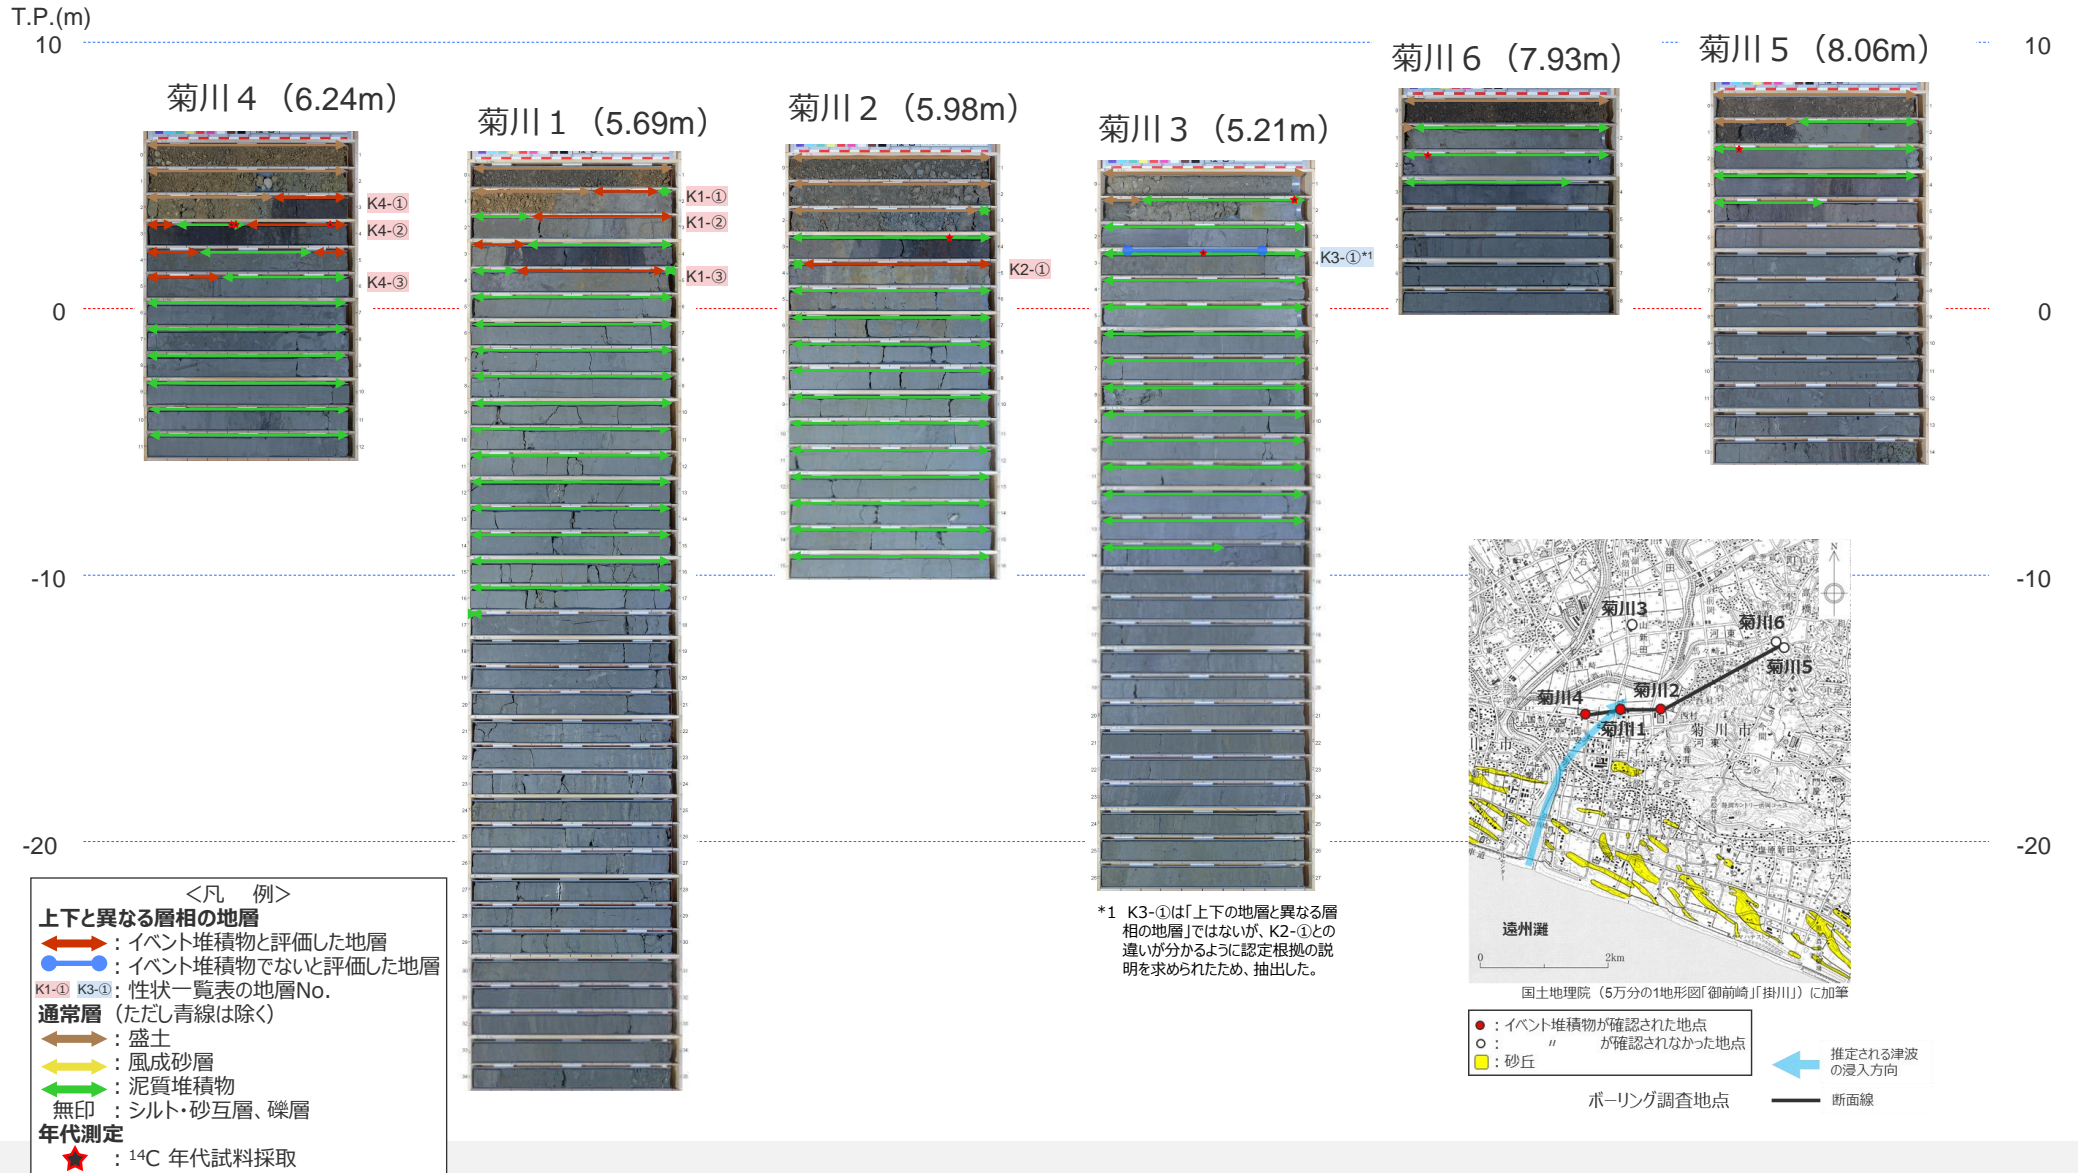 T.P.(m)
10
10
0
0
-10
-10
-20
-20
菊川４（6.24m）
菊川１（5.69m）
菊川２（5.98m）
菊川３（5.21m）
菊川６（7.93m）
菊川５（8.06m）
K4-①
K4-②
K4-③
K1-①
K1-②
K1-③
K2-①
K3-①*1
*1 K3-①は「上下の地層と異なる層
相の地層」ではないが、K2-①との
違いが分かるように認定根拠の説
明を求められたため、抽出した。
＜凡　例＞
上下と異なる層相の地層
：イベント堆積物と評価した地層
：イベント堆積物でないと評価した地層
K1-① K3-①：性状一覧表の地層No.
通常層（ただし青線は除く）
：盛土
：風成砂層
：泥質堆積物
無印：シルト・砂互層、礫層
年代測定
：14C 年代試料採取
菊川3
菊川6
菊川5
菊川4
菊川2
菊川1
菊川市
遠州灘
N
0　2km
国土地理院（5万分の1地形図「御前崎」「掛川」）に加筆
：イベント堆積物が確認された地点
：　〃　が確認されなかった地点
：砂丘
推定される津波
の浸入方向
ボーリング調査地点
断面線